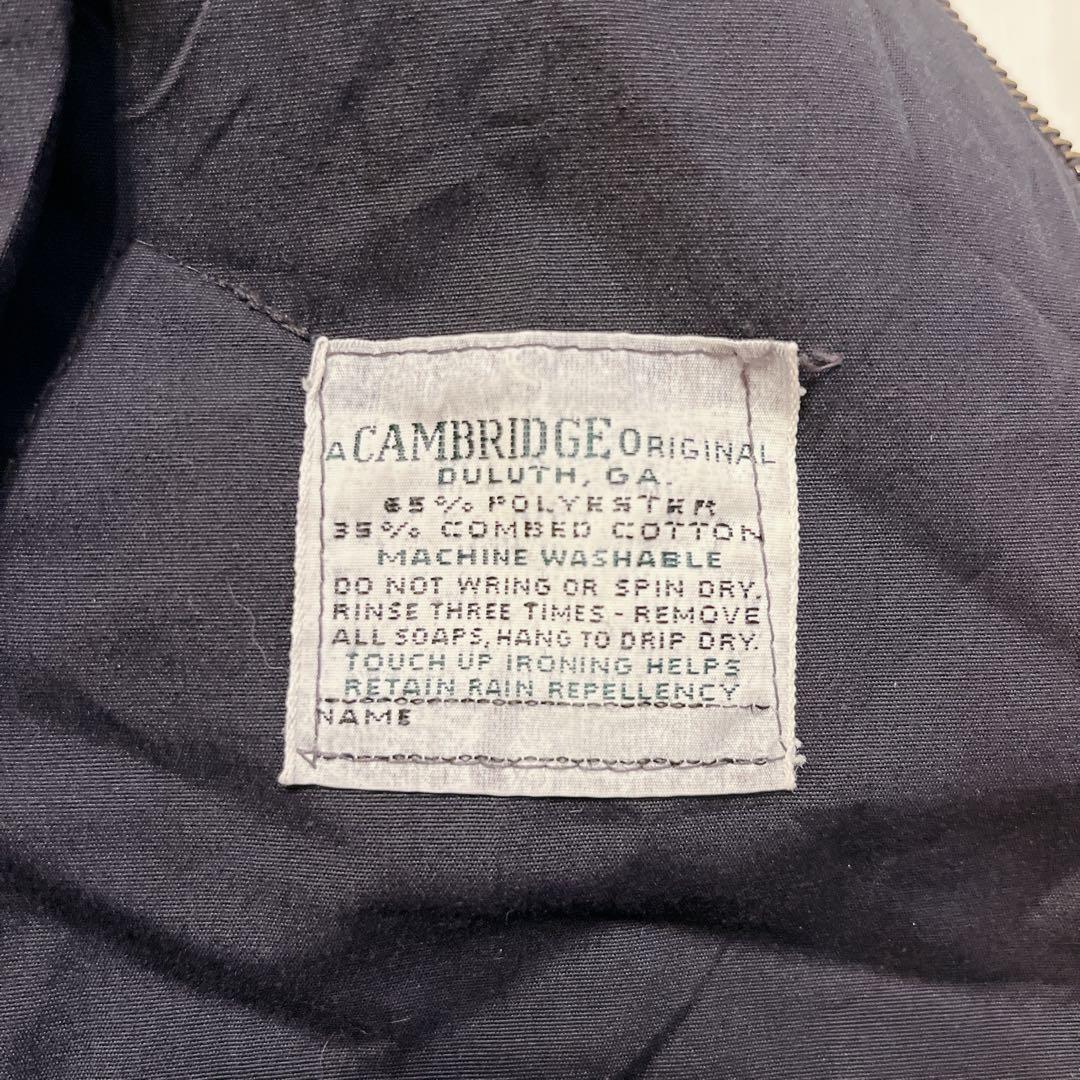 A CAMBRIDGE ORIGINAL
DULUTH, GA.
65% POLYESTER
35% COMBED COTTON
MACHINE WASHABLE
DO NOT WRING OR SPIN DRY.
RINSE THREE TIMES - REMOVE
ALL SOAPS, HANG TO DRIP DRY.
TOUCH UP IRONING HELPS
RETAIN RAIN REPELLENCY
NAME